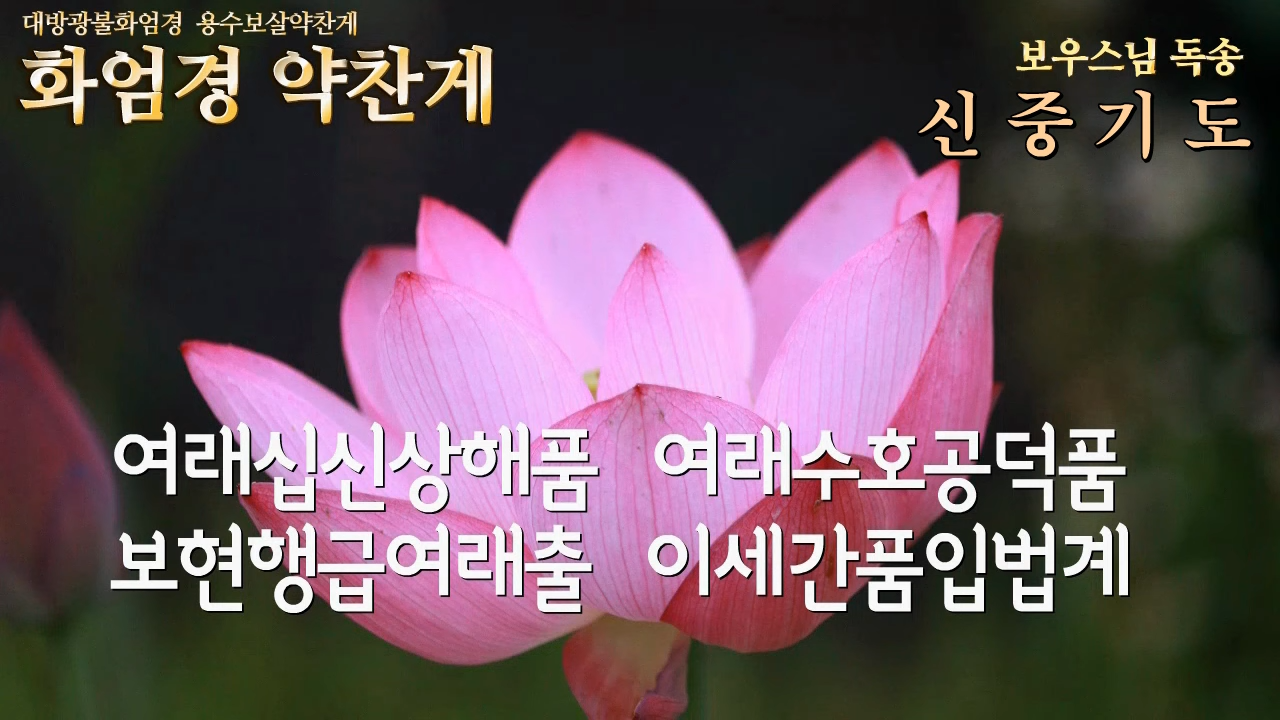 대방광불화엄경 용수보살약찬게
화엄경 약찬게
보우스님 독송
신중기도
여래십신상해품 여래수호공덕품
보현행급여래출 이세간품입법계